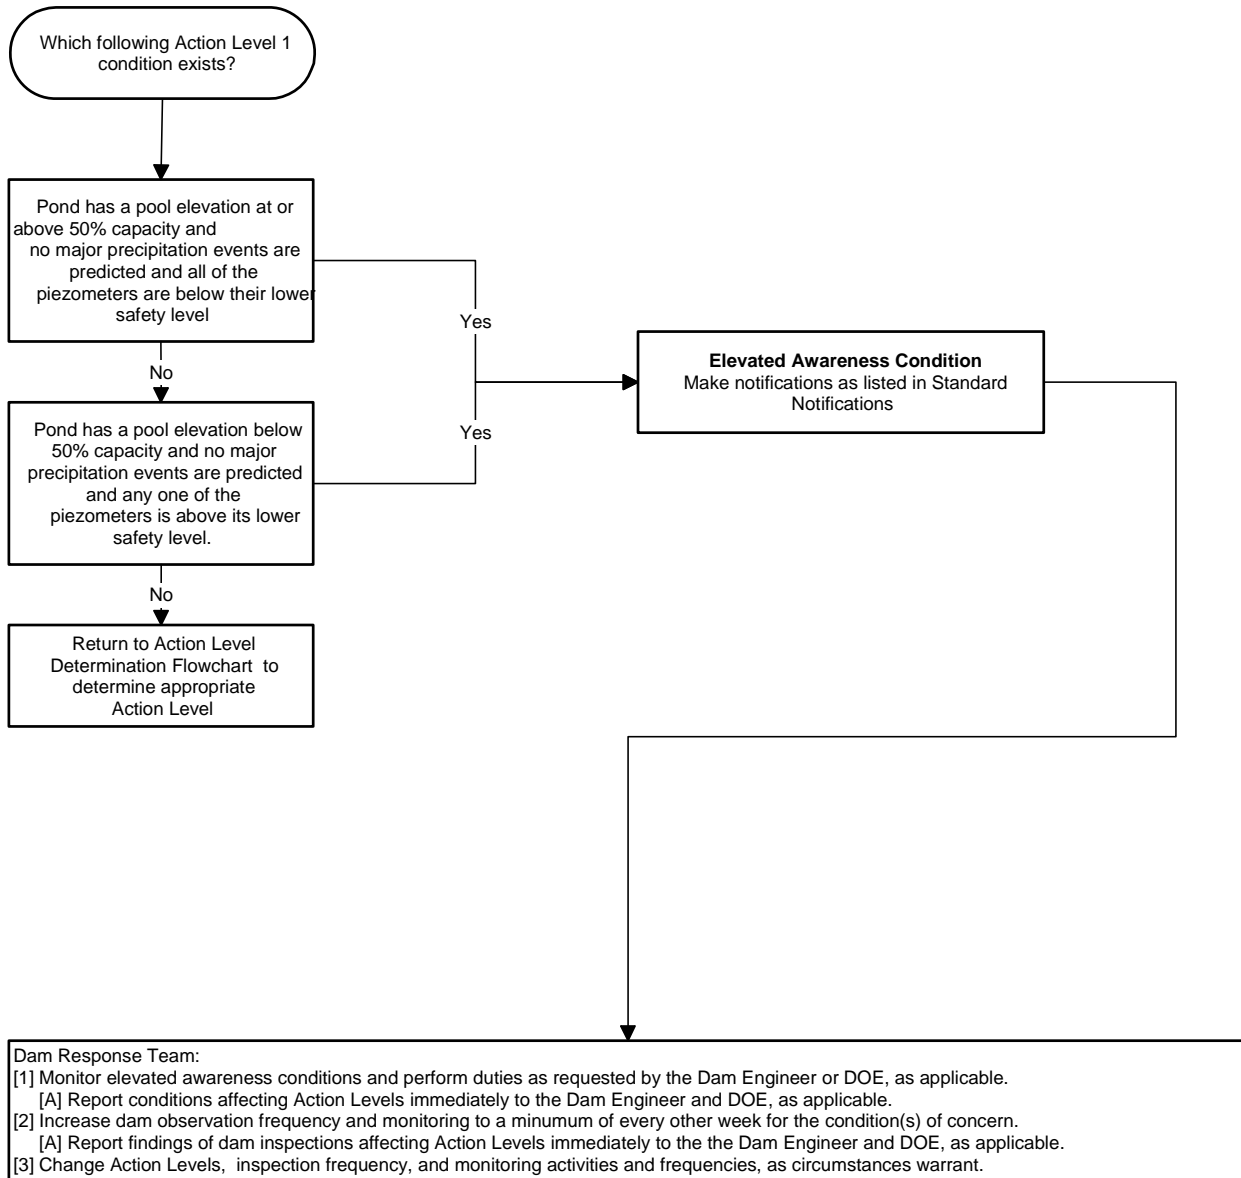 Which following Action Level 1
condition exists?
Pond has a pool elevation at or
above 50% capacity and
no major precipitation events are
predicted and all of the
piezometers are below their lower
safety level
Yes
No
Elevated Awareness Condition
Make notifications as listed in Standard
Notifications
Pond has a pool elevation below
50% capacity and no major
precipitation events are predicted
and any one of the
piezometers is above its lower
safety level.
Yes
No
Return to Action Level
Determination Flowchart to
determine appropriate
Action Level
Dam Response Team:
[1] Monitor elevated awareness conditions and perform duties as requested by the Dam Engineer or DOE, as applicable.
[A] Report conditions affecting Action Levels immediately to the Dam Engineer and DOE, as applicable.
[2] Increase dam observation frequency and monitoring to a minumum of every other week for the condition(s) of concern.
[A] Report findings of dam inspections affecting Action Levels immediately to the the Dam Engineer and DOE, as applicable.
[3] Change Action Levels, inspection frequency, and monitoring activities and frequencies, as circumstances warrant.